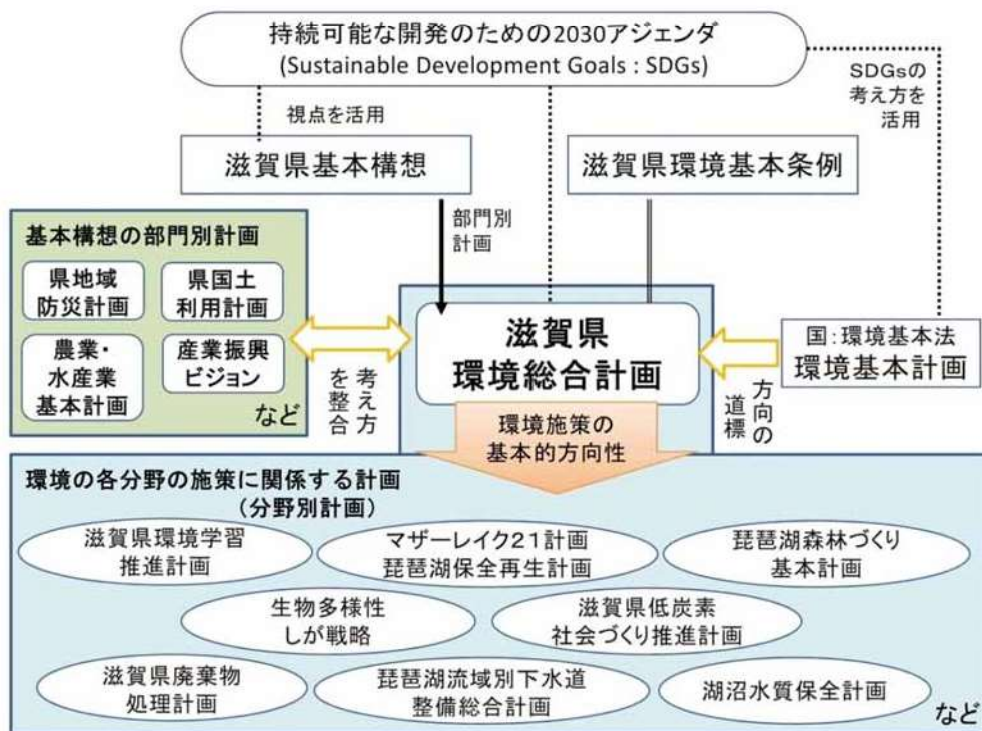 持続可能な開発のための2030アジェンダ
(Sustainable Development Goals : SDGs)
SDGsの
考え方を
活用
視点を活用
滋賀県基本構想
滋賀県環境基本条例
部門別
計画
基本構想の部門別計画
県地域
防災計画
県国土
利用計画
農業・
水産業
基本計画
産業振興
ビジョン
など
考え方
を整合
滋賀県
環境総合計画
国:環境基本法
環境基本計画
方向の
道標
環境施策の
基本的方向性
環境の各分野の施策に関係する計画
(分野別計画)
滋賀県環境学習
推進計画
マザーレイク21計画
琵琶湖保全再生計画
琵琶湖森林づくり
基本計画
生物多様性
しが戦略
滋賀県低炭素
社会づくり推進計画
滋賀県廃棄物
処理計画
琵琶湖流域別下水道
整備総合計画
湖沼水質保全計画
など